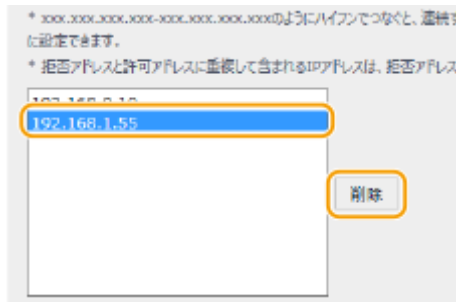 * xxx.xxx.xxx.xxx-xxx.xxx.xxx.xxxのようにハイフンでつなぐと、連続
に設定できます。
* 拒否アドレスと許可アドレスに重複して含まれるIPアドレスは、拒否アドレス
192.168.1.55
削除